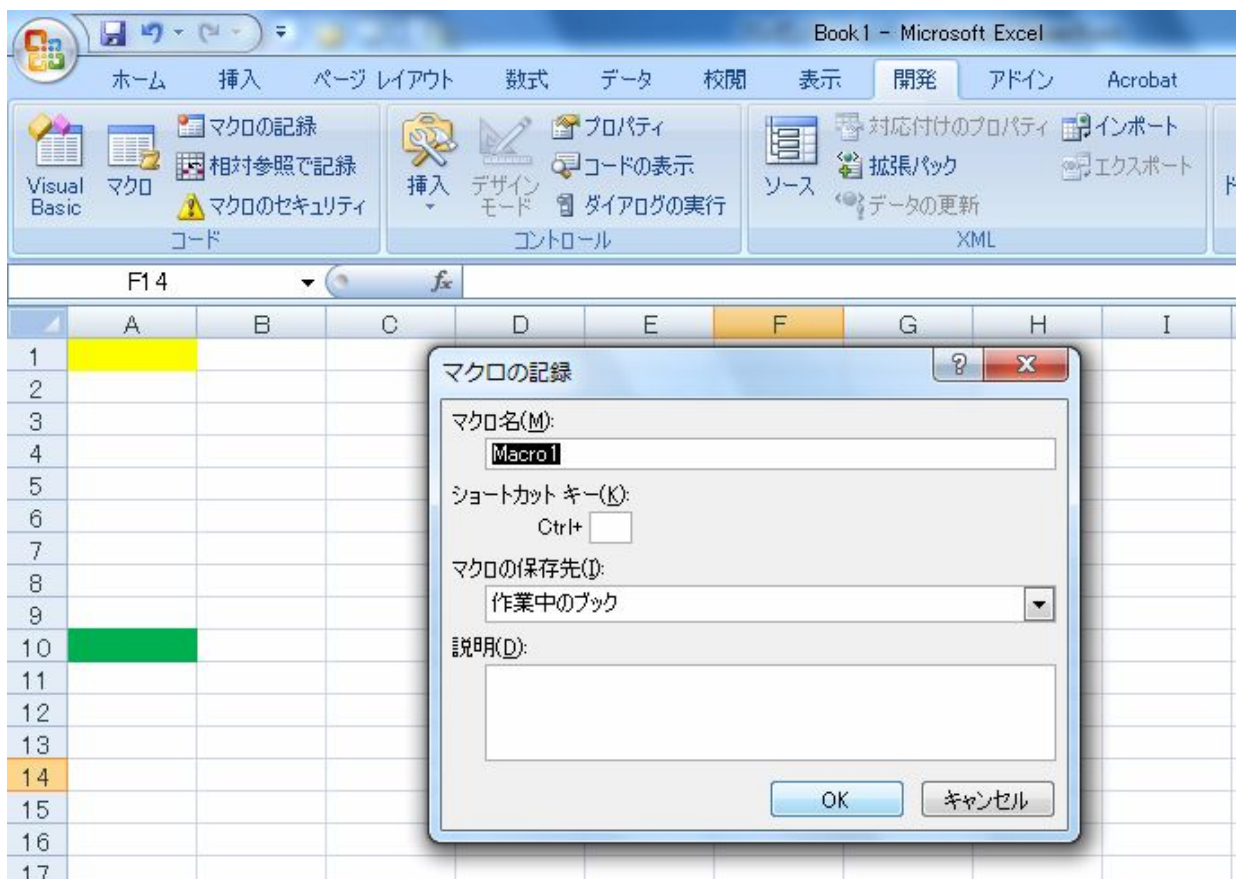 Book1 - Microsoft Excel
ホーム 挿入 ページ レイアウト 数式 データ 校閲 表示 開発 アドイン Acrobat
Visual Basic
マクロ
マクロの記録
相対参照で記録
マクロのセキュリティ
コード
挿入
デザイン モード
プロパティ
コードの表示
ダイアログの実行
コントロール
ソース
対応付けのプロパティ
拡張パック
データの更新
インポート
エクスポート
XML
ド
F14 fx
A B C D E F G H I
1
2
3
4
5
6
7
8
9
10
11
12
13
14
15
16
17
マクロの記録 ?
マクロ名(M):
Macro1
ショートカット キー(K):
Ctrl+
マクロの保存先(I):
作業中のブック
説明(D):
OK キャンセル